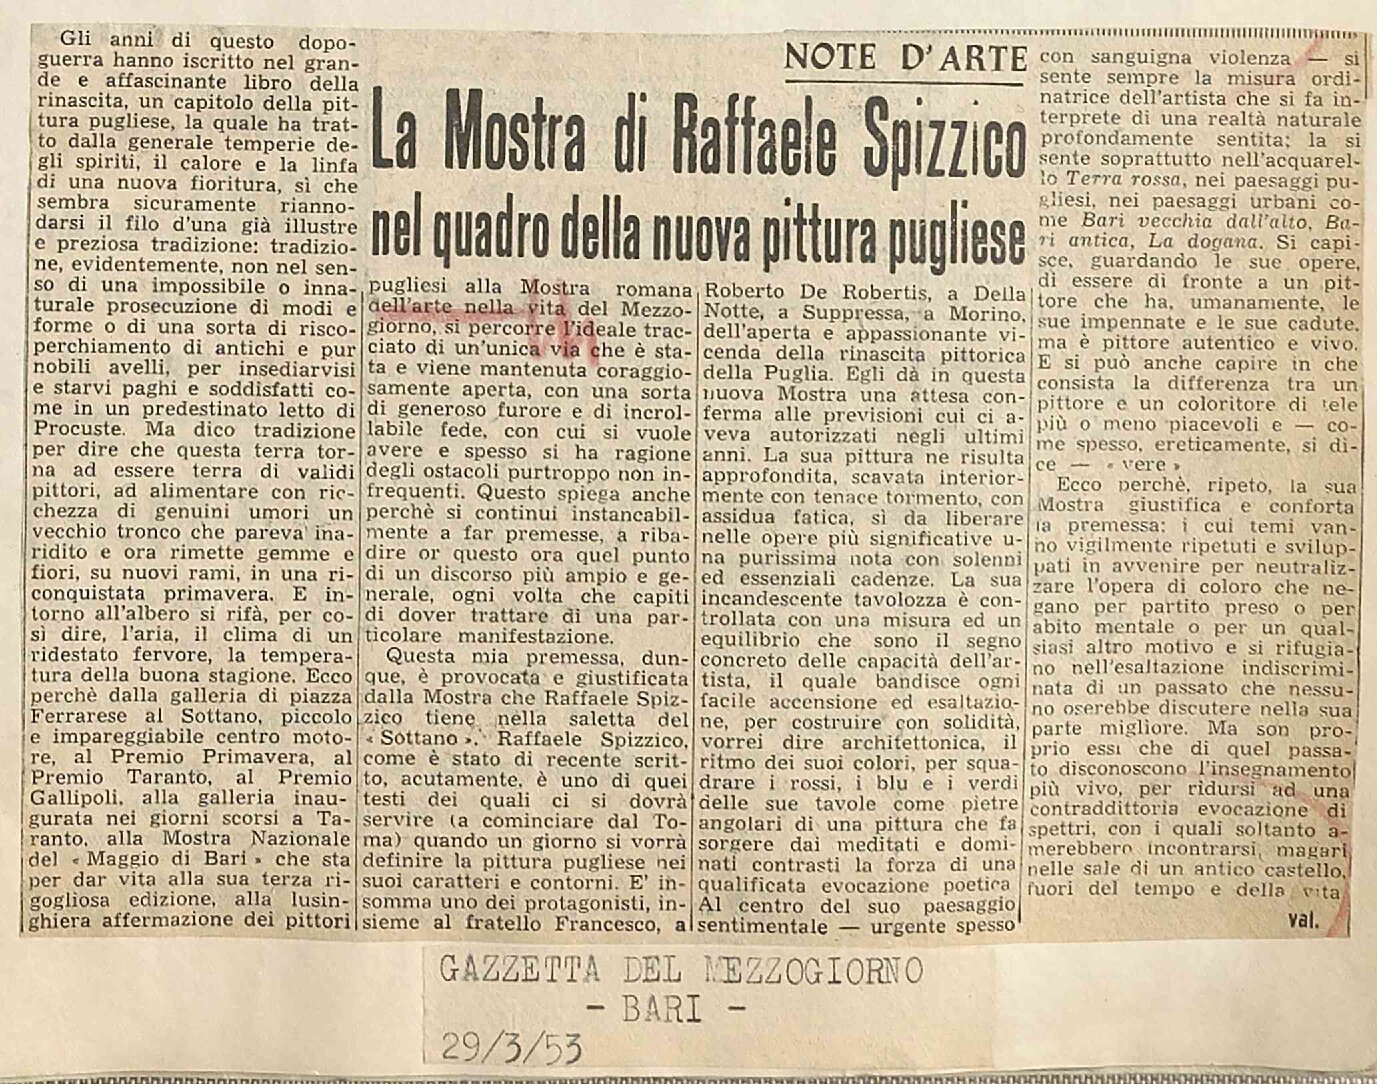 NOTE D'ARTE
La Mostra di Raffaele Spizzico
nel quadro della nuova pittura pugliese
Gli anni di questo dopo-
guerra hanno iscritto nel gran-
de e affascinante libro della
rinascita, un capitolo della pit-
tura pugliese, la quale ha trat-
to dalla generale temperie de-
gli spiriti, il calore e la linfa
di una nuova fioritura, sì che
sembra sicuramente rianno-
darsi il filo d'una già illustre
e preziosa tradizione: tradizio-
ne, evidentemente, non nel sen-
so di una impossibile o inna-
turale prosecuzione di modi e
forme o di una sorta di risco-
perchiamento di antichi e pur
nobili avelli, per insediarvisi
e starvi paghi e soddisfatti co-
me in un predestinato letto di
Procuste. Ma dico tradizione
per dire che questa terra tor-
na ad essere terra di validi
pittori, ad alimentare con ric-
chezza di genuini umori un
vecchio tronco che pareva ina-
ridito e ora rimette gemme e
fiori, su nuovi rami, in una ri-
conquistata primavera. E in-
torno all'albero si rifà, per co-
sì dire, l'aria, il clima di un
ridestato fervore, la tempera-
tura della buona stagione. Ecco
perchè dalla galleria di piazza
Ferrarese al Sottano, piccolo
e impareggiabile centro moto-
re, al Premio Primavera, al
Premio Taranto, al Premio
Gallipoli, alla galleria inau-
gurata nei giorni scorsi a Ta-
ranto, alla Mostra Nazionale
del « Maggio di Bari » che sta
per dar vita alla sua terza ri-
gogliosa edizione, alla lusin-
ghiera affermazione dei pittori
pugliesi alla Mostra romana
dell'arte nella vita del Mezzo-
giorno, si percorre l'ideale trac-
ciato di un'unica via che è sta-
ta e viene mantenuta coraggio-
samente aperta, con una sorta
di generoso furore e di incrol-
labile fede, con cui si vuole
avere e spesso si ha ragione
degli ostacoli purtroppo non in-
frequenti. Questo spiega anche
perchè si continui instancabil-
mente a far premesse, a riba-
dire or questo ora quel punto
di un discorso più ampio e ge-
nerale, ogni volta che capiti
di dover trattare di una par-
ticolare manifestazione.
Questa mia premessa, dun-
que, è provocata e giustificata
dalla Mostra che Raffaele Spiz-
zico tiene nella saletta del
« Sottano ». Raffaele Spizzico,
come è stato di recente scrit-
to, acutamente, è uno di quei
testi dei quali ci si dovrà
servire (a cominciare dal To-
ma) quando un giorno si vorrà
definire la pittura pugliese nei
suoi caratteri e contorni. E' in-
somma uno dei protagonisti, in-
sieme al fratello Francesco, a
Roberto De Robertis, a Della
Notte, a Suppressa, a Morino,
dell'aperta e appassionante vi-
cenda della rinascita pittorica
della Puglia. Egli dà in questa
nuova Mostra una attesa con-
ferma alle previsioni cui ci a-
veva autorizzati negli ultimi
anni. La sua pittura ne risulta
approfondita, scavata interior-
mente con tenace tormento, con
assidua fatica, sì da liberare
nelle opere più significative u-
na purissima nota con solenni
ed essenziali cadenze. La sua
incandescente tavolozza è con-
trollata con una misura ed un
equilibrio che sono il segno
concreto delle capacità dell'ar-
tista, il quale bandisce ogni
facile accensione ed esaltazio-
ne, per costruire con solidità,
vorrei dire architettonica, il
ritmo dei suoi colori, per squa-
drare i rossi, i blu e i verdi
delle sue tavole come pietre
angolari di una pittura che fa
sorgere dai meditati e domi-
nati contrasti la forza di una
qualificata evocazione poetica
Al centro del suo paesaggio
sentimentale — urgente spesso
con sanguigna violenza — si
sente sempre la misura ordi-
natrice dell'artista che si fa in-
terprete di una realtà naturale
profondamente sentita; la si
sente soprattutto nell'acquarel-
lo Terra rossa, nei paesaggi pu-
gliesi, nei paesaggi urbani co-
me Bari vecchia dall'alto, Ba-
ri antica, La dogana. Si capi-
sce, guardando le sue opere,
di essere di fronte a un pit-
tore che ha, umanamente, le
sue impennate e le sue cadute,
ma è pittore autentico e vivo.
E si può anche capire in che
consista la differenza tra un
pittore e un coloritore di tele
più o meno piacevoli e — co-
me spesso, ereticamente, si di-
ce — « vere »
Ecco perchè, ripeto, la sua
Mostra giustifica e conforta
la premessa: i cui temi van-
no vigilmente ripetuti e svilup-
pati in avvenire per neutraliz-
zare l'opera di coloro che ne-
gano per partito preso o per
abito mentale o per un qual-
siasi altro motivo e si rifugia-
no nell'esaltazione indiscrimi-
nata di un passato che nessu-
no oserebbe discutere nella sua
parte migliore. Ma son pro-
prio essi che di quel passa-
to disconoscono l'insegnamento
più vivo, per ridursi ad una
contraddittoria evocazione di
spettri, con i quali soltanto a-
merebbero incontrarsi, magari
nelle sale di un antico castello,
fuori del tempo e della vita
val.
GAZZETTA DEL MEZZOGIORNO
- BARI -
29/3/53